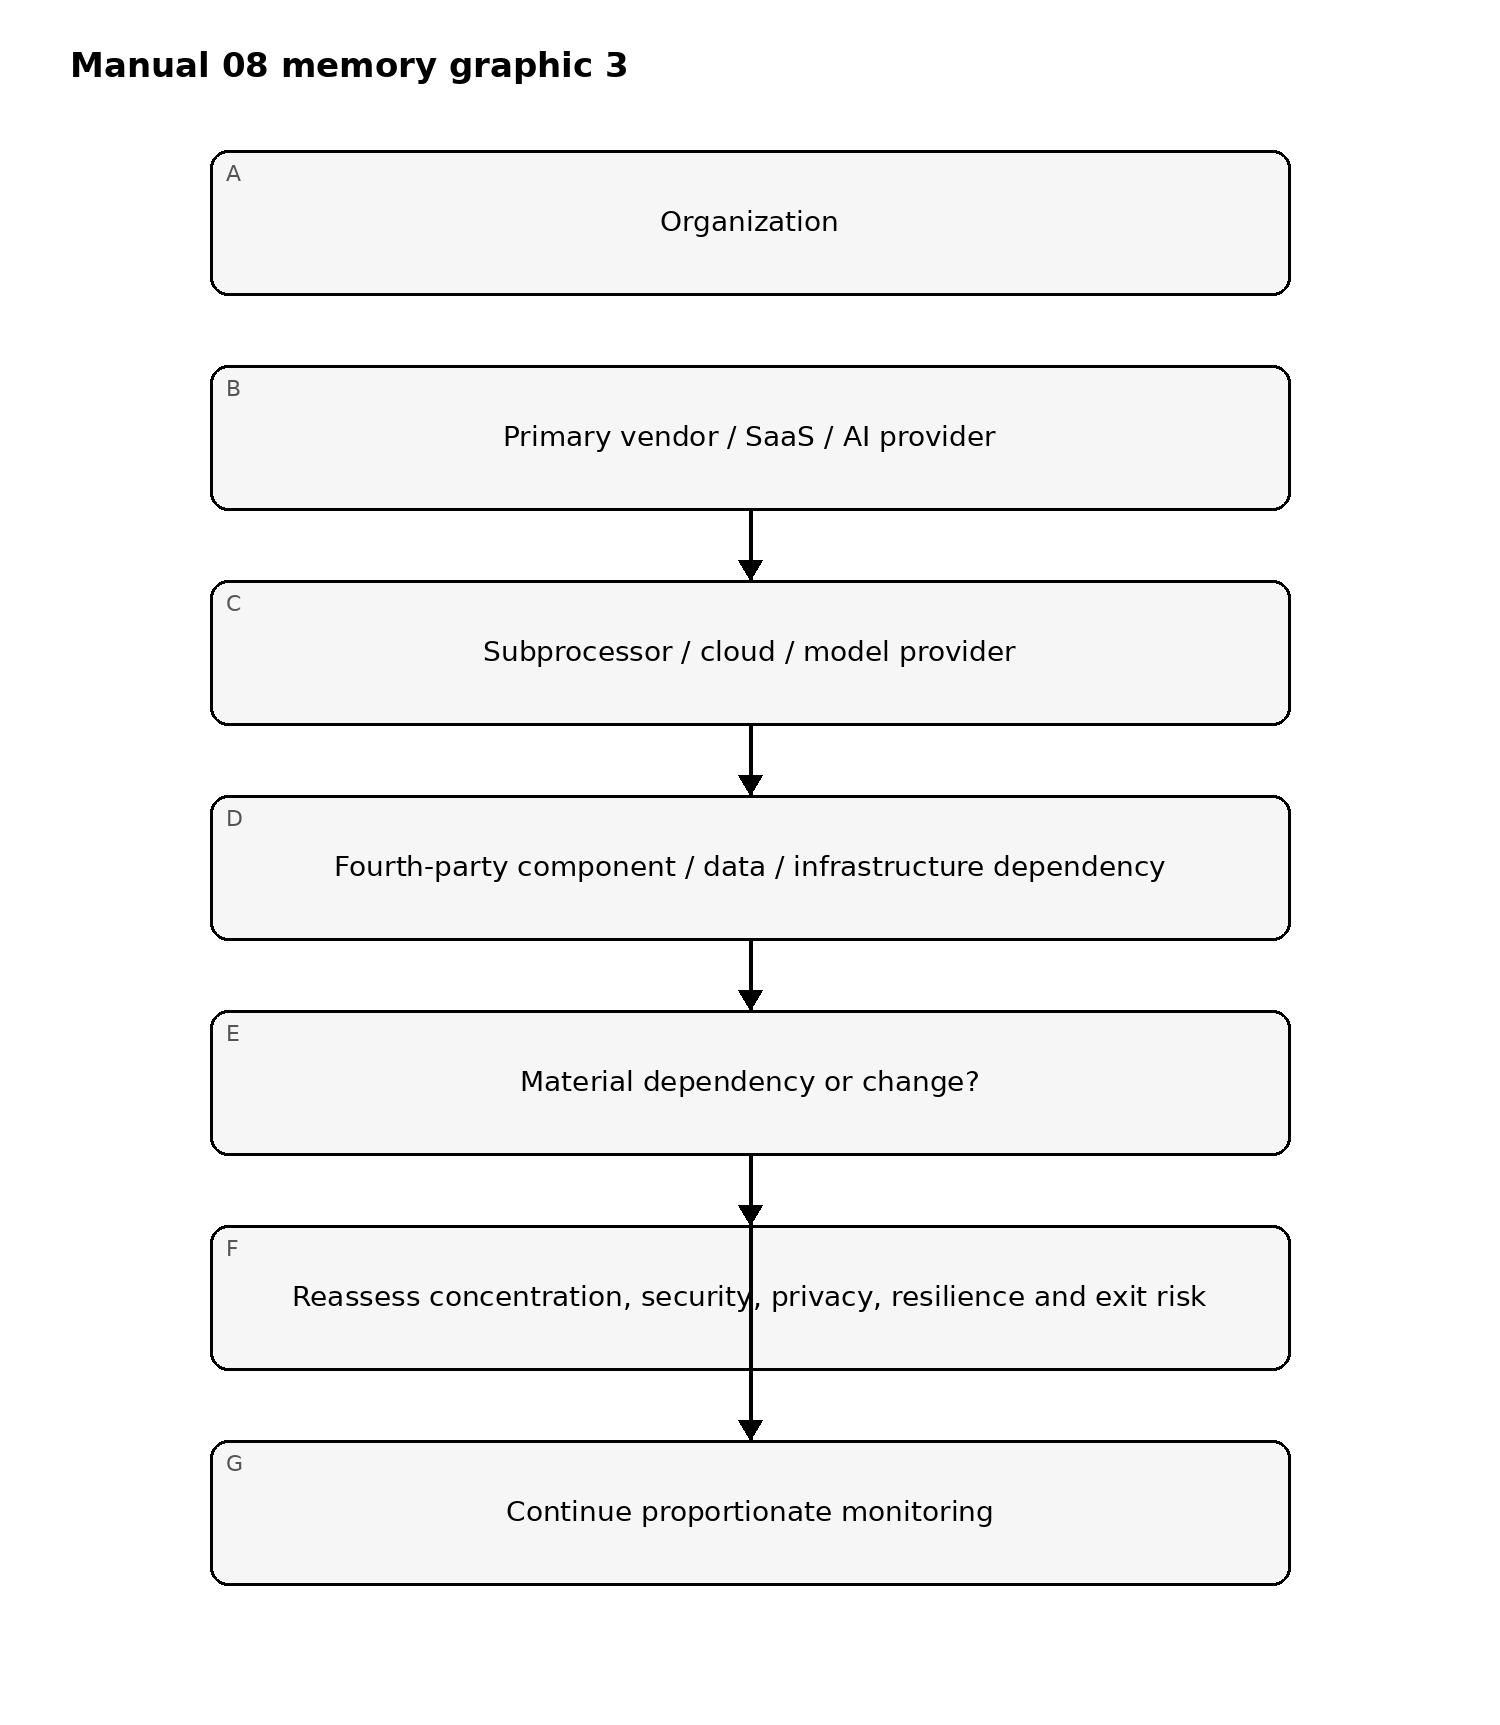 Manual 08 memory graphic 3
A
Organization
B
Primary vendor / SaaS / AI provider
C
Subprocessor / cloud / model provider
D
Fourth-party component / data / infrastructure dependency
E
Material dependency or change?
F
Reassess concentration, security, privacy, resilience and exit risk
G
Continue proportionate monitoring